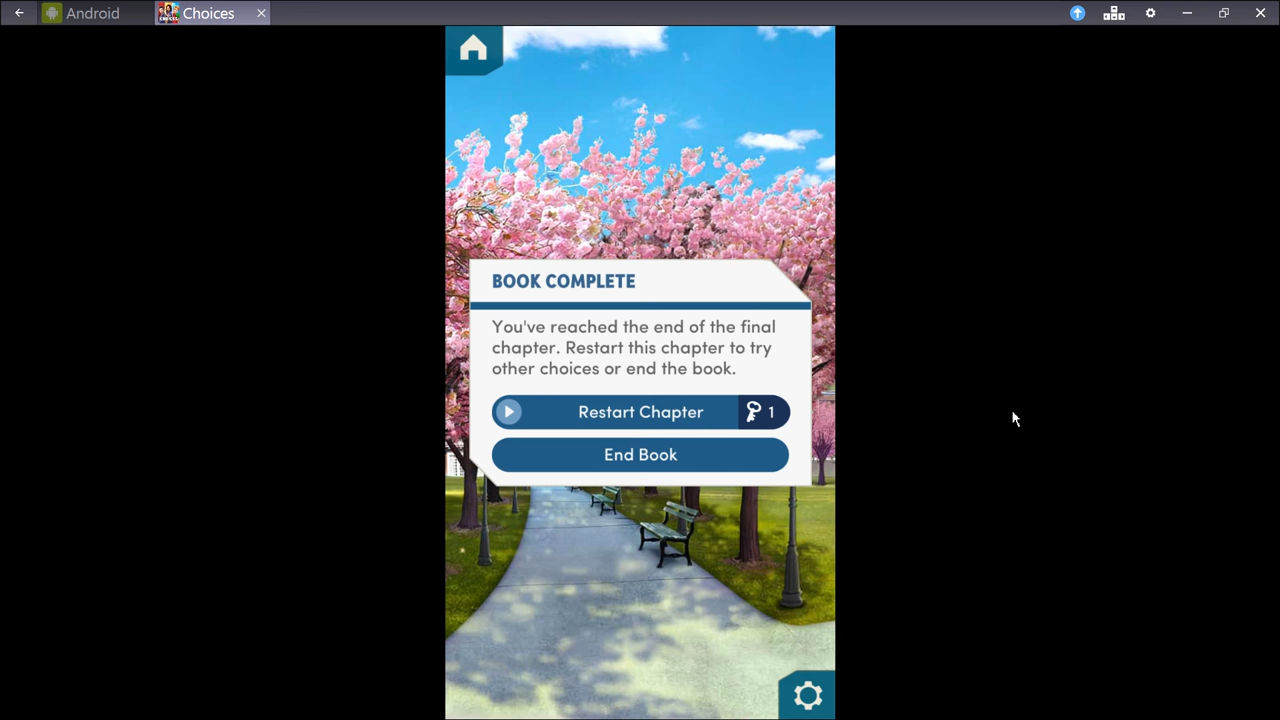 Android
Choices
BOOK COMPLETE
You've reached the end of the final
chapter. Restart this chapter to try
other choices or end the book.
Restart Chapter 1
End Book